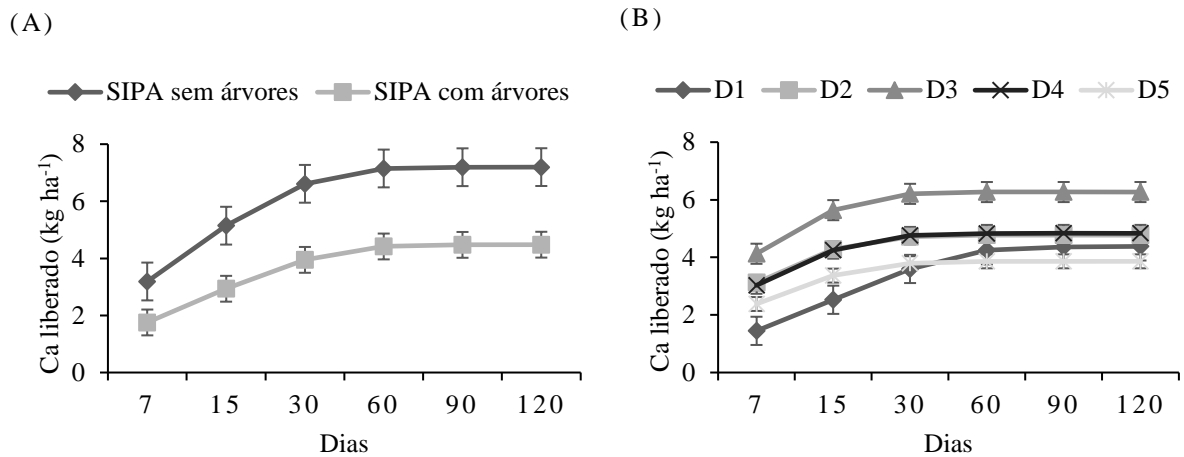 (A)
SIPA sem árvores SIPA com árvores
Ca liberado (kg ha-1)
8
6
4
2
0
7 15 30 60 90 120
Dias
(B)
D1 D2 D3 D4 D5
Ca liberado (kg ha-1)
8
6
4
2
0
7 15 30 60 90 120
Dias